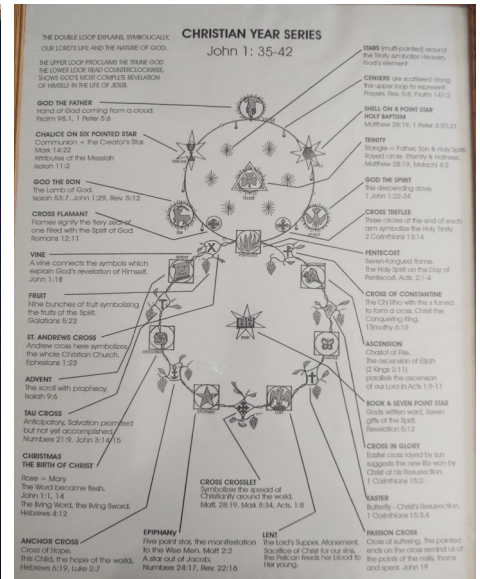 THE DOUBLE LOOP EXPLAINS, SYMBOLICALLY,
OUR LORD'S LIFE AND THE NATURE OF GOD.
THE UPPER LOOP PROCLAIMS THE TRIUNE GOD
THE LOWER LOOP READ COUNTERCLOCKWISE,
SHOWS GOD'S MOST COMPLETE REVELATION
OF HIMSELF IN THE LIFE OF JESUS.
CHRISTIAN YEAR SERIES
John 1: 35-42
GOD THE FATHER
Hand of God coming from a cloud.
Psalm 98.1, 1 Peter 5:6
CHALICE ON SIX POINTED STAR
Communion + the Creator's Star.
Mark 14:22
Attributes of the Messiah
Isaiah 11:2
GOD THE SON
The Lamb of God.
Isaiah 53:7, John 1:29, Rev. 5:12
CROSS FLAMANT
Flames signify the fiery zeal of
one filled with the Spirit of God
Romans 12:11
VINE
A vine connects the symbols which
explain God's revelation of Himself.
John 1:18
FRUIT
Nine bunches of fruit symbolizing
the fruits of the Spirit.
Galatians 5:22
ST. ANDREWS CROSS
Andrew cross here symbolizes
the whole Christian Church.
Ephesians 1:23
ADVENT
The scroll with prophecy.
Isaiah 9:6
TAU CROSS
Anticipatory, Salvation promised
but not yet accomplished
Numbers 21:9, John 3:14,15
CHRISTMAS
THE BIRTH OF CHRIST
Rose = Mary
The Word became flesh.
John 1:1, 14
The living Word, the living Sword.
Hebrews 4:12
ANCHOR CROSS
Cross of Hope.
This Child, the hope of the world,
Hebrews 6:19, Luke 2:7
EPIPHANY
Five point star, the manifestation
to the Wise Men. Matt 2:2
A star out of Jacob.
Numbers 24:17, Rev. 22:16
CROSS CROSSLET
Symbolizes the spread of
Christianity around the world.
Matt. 28:19, Mark 8:34, Acts. 1:8
LENT
The Lord's Supper. Atonement.
Sacrifice of Christ for our sins.
The Pelican feeds her blood to
Her young.
STARS (multi-pointed) around
the Trinity symbolize Heaven,
God's element
CENSERS are scattered along
the upper loop to represent
Prayers. Rev. 5:8, Psalm 141:2
SHELL ON 8 POINT STAR
HOLY BAPTISM
Matthew 28:19, 1 Peter 3:20,21
TRINITY
Triangle = Father, Son & Holy Spirit.
Rayed circle. Eternity & Holiness.
Matthew 28:19, Malachi 4:2
GOD THE SPIRIT
The descending dove.
1 John 1:32-34
CROSS TREFLEE
Three circles at the end of each
arm symbolize the Holy Trinity.
2 Corinthians 13:14
PENTECOST
Seven-tongued flame.
The Holy Spirit on the Day of
Pentecost. Acts. 2:1-4
CROSS OF CONSTANTINE
The Chi Rho with the x turned
to form a cross. Christ the
Conquering King.
1Timothy 6:15
ASCENSION
Chariot of Fire.
The ascension of Elijah
(2 Kings 2:11)
parallels the ascension
of our Lord in Acts 1:9-11
BOOK & SEVEN POINT STAR
Gods written word, Seven
gifts of the Spirit.
Revelation 5:12
CROSS IN GLORY
Easter cross rayed by sun
suggests the new life won by
Christ at his Resurrection.
1 Corinthians 15:2.
EASTER
Butterfly - Christ's Resurrection.
1 Corinthians 15:3,4
PASSION CROSS
Cross of suffering. The pointed
ends on the cross remind us of
the points of the nails, thorns
and spear. John 19